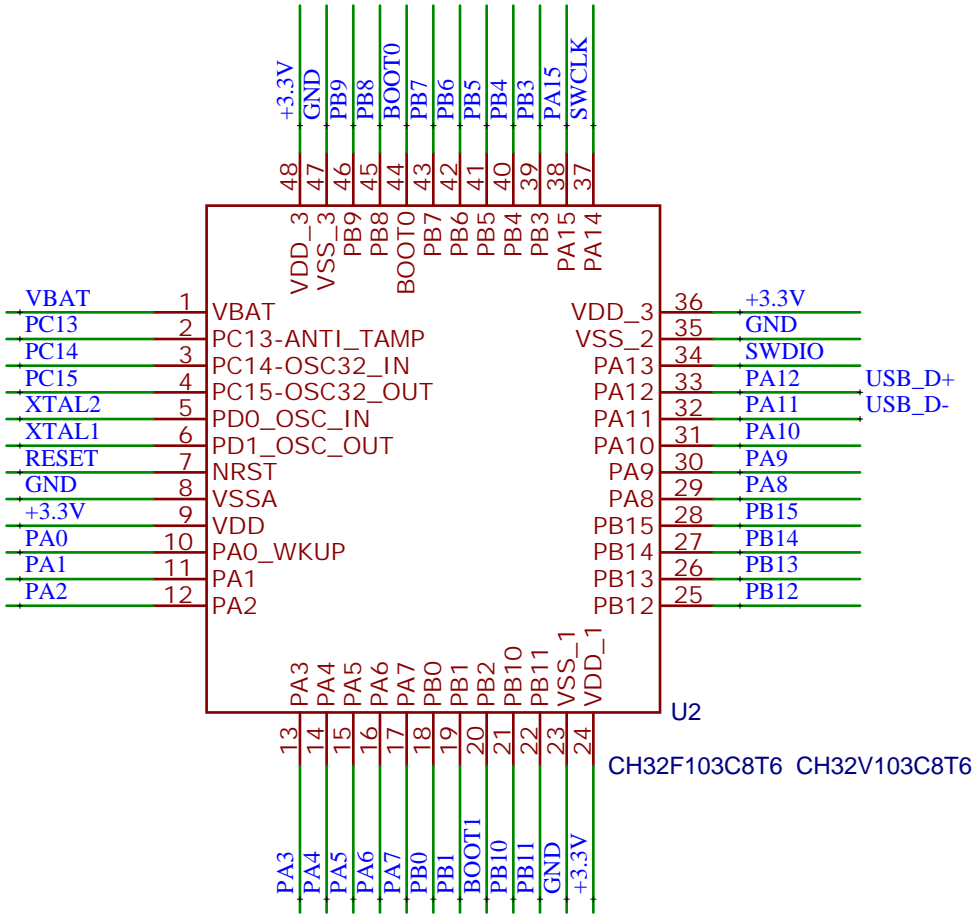 +3.3V
GND
PB9
PB8
BOOT0
PB7
PB6
PB5
PB4
PB3
PA15
SWCLK
48
47
46
45
44
43
42
41
40
39
38
37
VDD_3
VSS_3
PB9
PB8
BOOT0
PB7
PB6
PB5
PB4
PB3
PA15
PA14
VBAT 1 VBAT
PC13 2 PC13-ANTI_TAMP
PC14 3 PC14-OSC32_IN
PC15 4 PC15-OSC32_OUT
XTAL2 5 PD0_OSC_IN
XTAL1 6 PD1_OSC_OUT
RESET 7 NRST
GND 8 VSSA
+3.3V 9 VDD
PA0 10 PA0_WKUP
PA1 11 PA1
PA2 12 PA2
VDD_3 36 +3.3V
VSS_2 35 GND
PA13 34 SWDIO
PA12 33 PA12 USB_D+
PA11 32 PA11 USB_D-
PA10 31 PA10
PA9 30 PA9
PA8 29 PA8
PB15 28 PB15
PB14 27 PB14
PB13 26 PB13
PB12 25 PB12
PA3
PA4
PA5
PA6
PA7
PB0
PB1
PB2
PB10
PB11
VSS_1
VDD_1
13
14
15
16
17
18
19
20
21
22
23
24
U2
CH32F103C8T6 CH32V103C8T6
PA3
PA4
PA5
PA6
PA7
PB0
PB1
BOOT1
PB10
PB11
GND
+3.3V